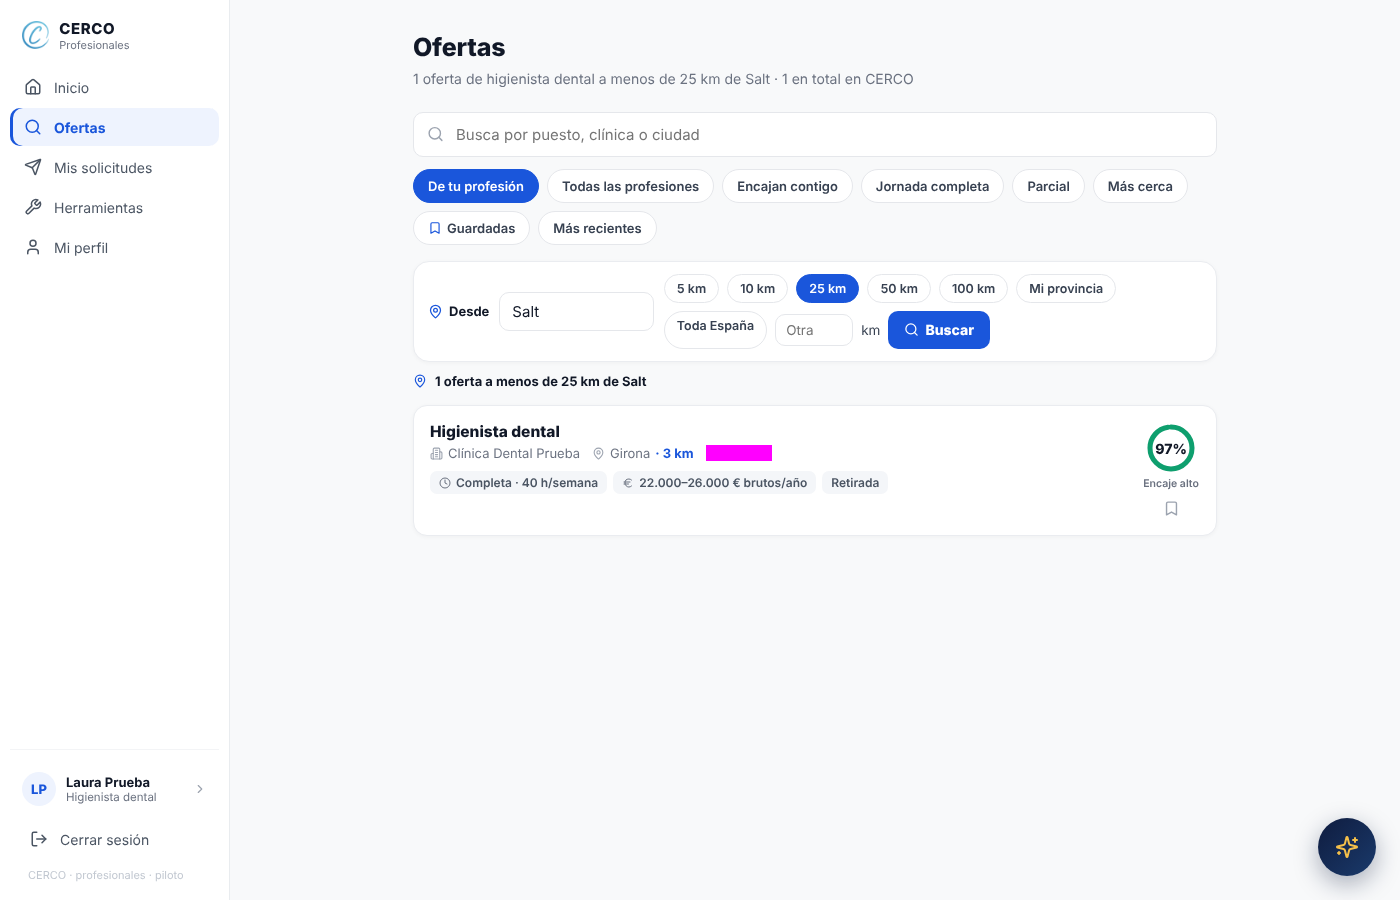 CERCO
Profesionales
Inicio
Ofertas
Mis solicitudes
Herramientas
Mi perfil
Laura Prueba
LP
Higienista dental
Cerrar sesión
CERCO · profesionales · piloto
Ofertas
1 oferta de higienista dental a menos de 25 km de Salt · 1 en total en CERCO
Busca por puesto, clínica o ciudad
De tu profesión Todas las profesiones Encajan contigo Jornada completa Parcial Más cerca
Guardadas Más recientes
Desde Salt
5 km 10 km 25 km 50 km 100 km Mi provincia
Toda España Otra km Buscar
1 oferta a menos de 25 km de Salt
Higienista dental
Clínica Dental Prueba Girona · 3 km
Completa · 40 h/semana € 22.000–26.000 € brutos/año Retirada
97%
Encaje alto